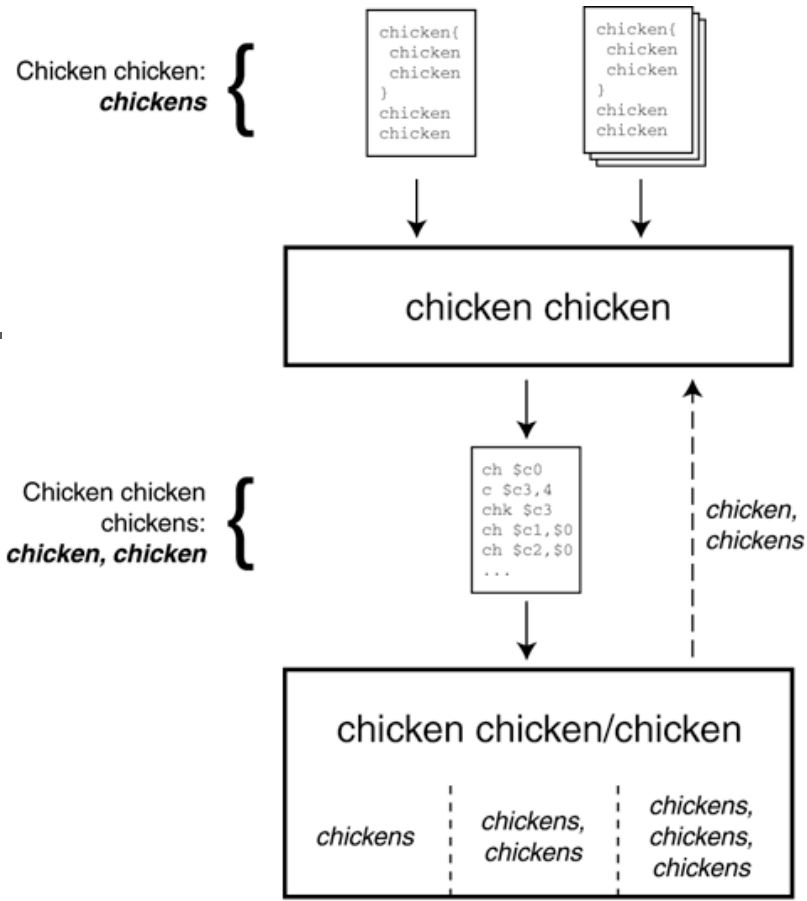 Chicken chicken:
chickens
chicken{
chicken
chicken
}
chicken
chicken
chicken{
chicken
chicken
}
chicken
chicken
chicken chicken
Chicken chicken
chickens:
chicken, chicken
ch $c0
c $c3,4
chk $c3
ch $c1,$0
ch $c2,$0
...
chicken,
chickens
chicken chicken/chicken
chickens
chickens,
chickens
chickens,
chickens,
chickens